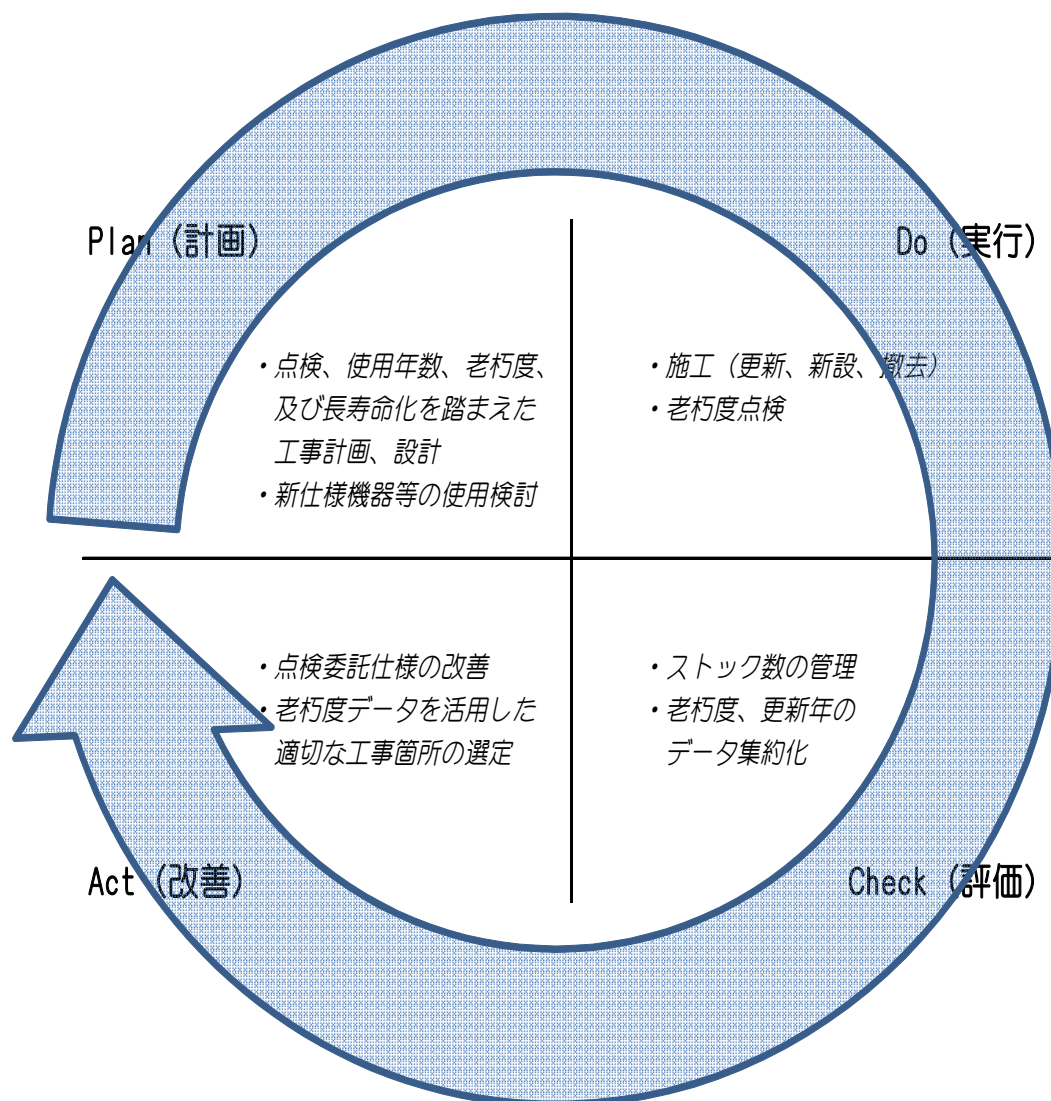 Plan（計画）
Do（実行）
・点検、使用年数、老朽度、
及び長寿命化を踏まえた
工事計画、設計
・新仕様機器等の使用検討
・施工（更新、新設、撤去）
・老朽度点検
・点検委託仕様の改善
・老朽度データを活用した
適切な工事箇所の選定
・ストック数の管理
・老朽度、更新年の
データ集約化
Act（改善）
Check（評価）